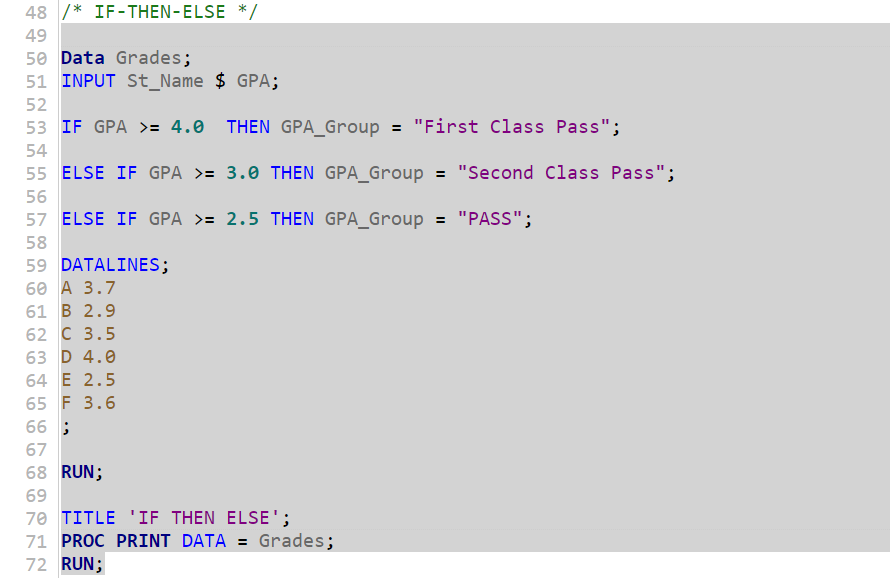 48 /* IF-THEN-ELSE */
49
50 Data Grades;
51 INPUT St_Name $ GPA;
52
53 IF GPA >= 4.0  THEN GPA_Group = "First Class Pass";
54
55 ELSE IF GPA >= 3.0 THEN GPA_Group = "Second Class Pass";
56
57 ELSE IF GPA >= 2.5 THEN GPA_Group = "PASS";
58
59 DATALINES;
60 A 3.7
61 B 2.9
62 C 3.5
63 D 4.0
64 E 2.5
65 F 3.6
66 ;
67
68 RUN;
69
70 TITLE 'IF THEN ELSE';
71 PROC PRINT DATA = Grades;
72 RUN;